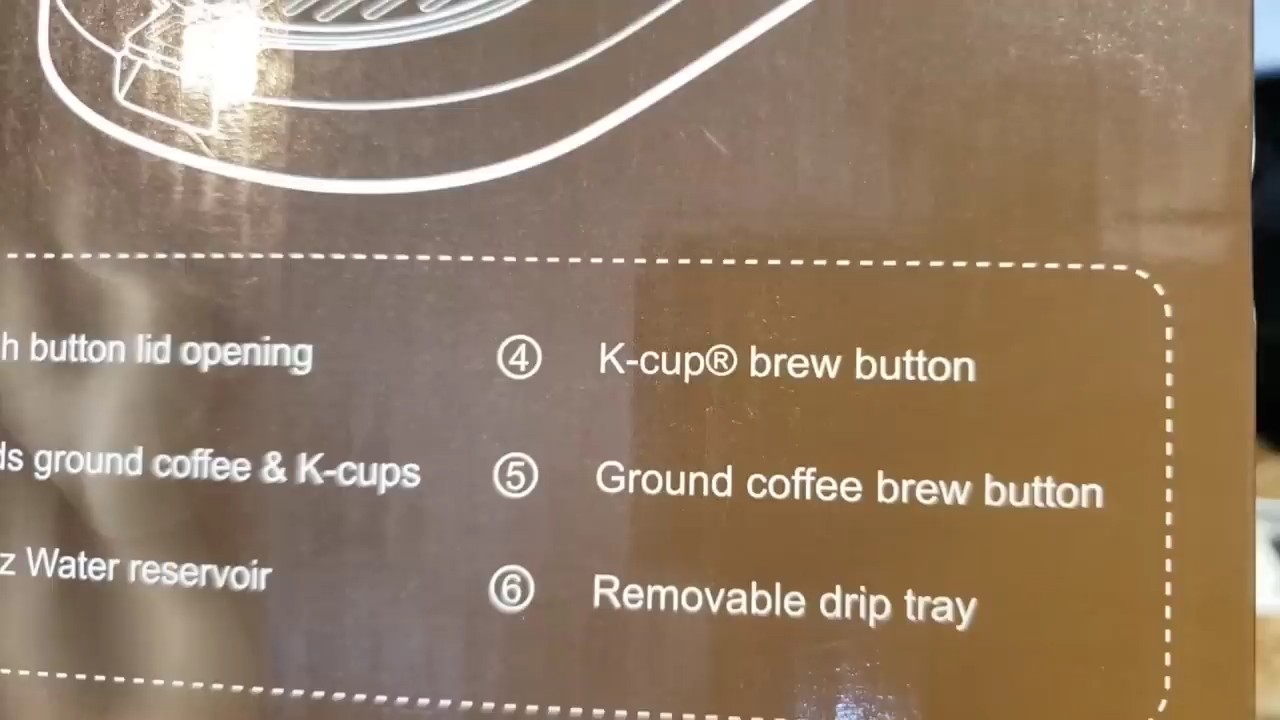 h button lid opening
ds ground coffee & K-cups
z Water reservoir
④ K-cup® brew button
⑤ Ground coffee brew button
⑥ Removable drip tray